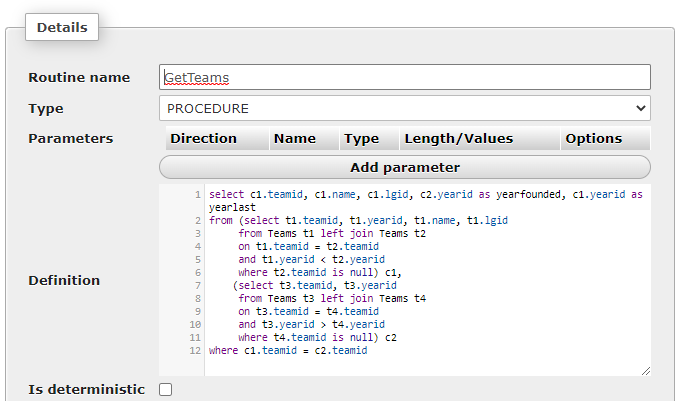 Details
Routine name GetTeams
Type PROCEDURE
Parameters Direction Name Type Length/Values Options
Add parameter
Definition
1 select c1.teamid, c1.name, c1.lgid, c2.yearid as yearfounded, c1.yearid as
yearlast
2 from (select t1.teamid, t1.yearid, t1.name, t1.lgid
3 from Teams t1 left join Teams t2
4 on t1.teamid = t2.teamid
5 and t1.yearid < t2.yearid
6 where t2.teamid is null) c1,
7 (select t3.teamid, t3.yearid
8 from Teams t3 left join Teams t4
9 on t3.teamid = t4.teamid
10 and t3.yearid > t4.yearid
11 where t4.teamid is null) c2
12 where c1.teamid = c2.teamid
Is deterministic